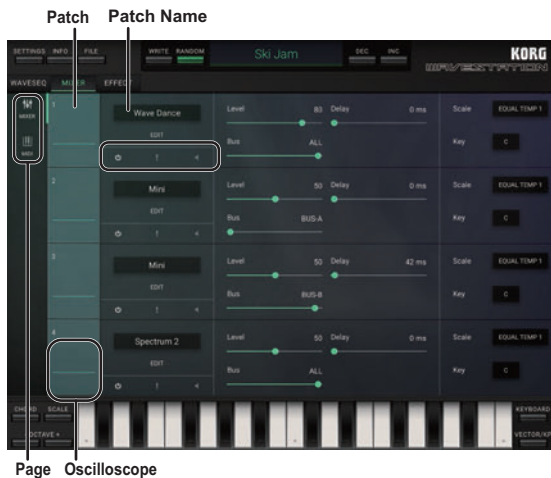 Patch Patch Name
SETTINGS INFO FILE WRITE RANDOM Ski Jam DEC INC KORG
WAVESTATION
WAVESEQ MIXER EFFECT
MIXER
MIDI
1 Wave Dance Level 83 Delay 0 ms Scale EQUAL TEMP 1
EDIT Bus ALL Key C
2 Mini Level 50 Delay 0 ms Scale EQUAL TEMP 1
EDIT Bus BUS-A Key C
3 Mini Level 50 Delay 42 ms Scale EQUAL TEMP 1
EDIT Bus BUS-B Key C
4 Spectrum 2 Level 50 Delay 0 ms Scale EQUAL TEMP 1
EDIT Bus ALL Key C
CHORD SCALE KEYBOARD
OCTAVE + VECTOR/KP
Page Oscilloscope